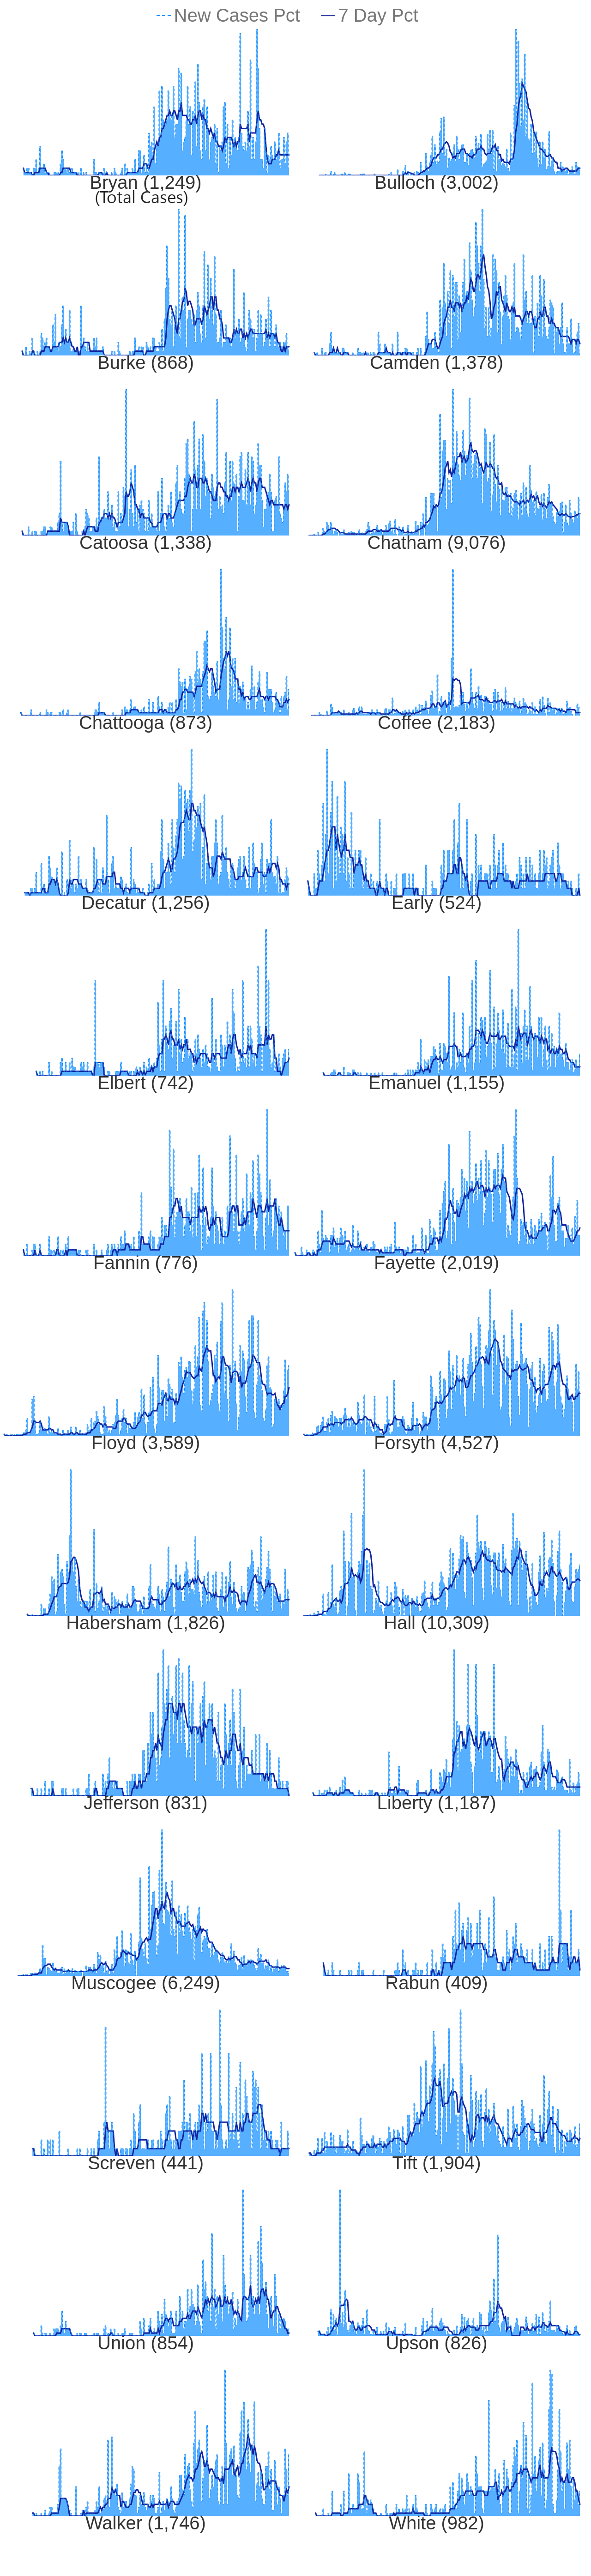 New Cases Pct 7 Day Pct
Bryan (1,249) Bulloch (3,002)
(Total Cases)
Burke (868) Camden (1,378)
Catoosa (1,338) Chatham (9,076)
Chattooga (873) Coffee (2,183)
Decatur (1,256) Early (524)
Elbert (742) Emanuel (1,155)
Fannin (776) Fayette (2,019)
Floyd (3,589) Forsyth (4,527)
Habersham (1,826) Hall (10,309)
Jefferson (831) Liberty (1,187)
Muscogee (6,249) Rabun (409)
Screven (441) Tift (1,904)
Union (854) Upson (826)
Walker (1,746) White (982)